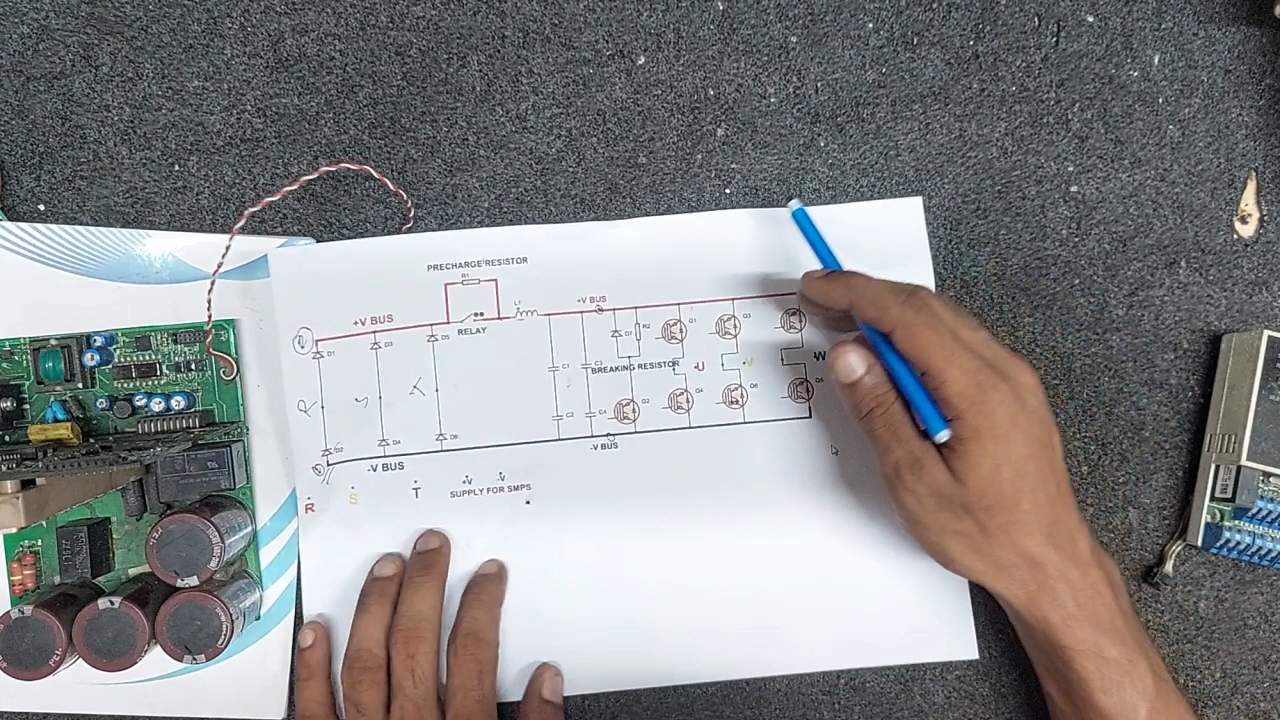 PRECHARGE RESISTOR
R1
L1
+V BUS
+V BUS
RELAY
D1
D3
D5
D7
R2
Q1
Q3
C1
C3
BREAKING RESISTOR
U
V
W
Q2
Q4
Q6
Q5
C2
C4
R
D2
D4
D6
-V BUS
-V BUS
+V
-V
SUPPLY FOR SMPS
R
S
T